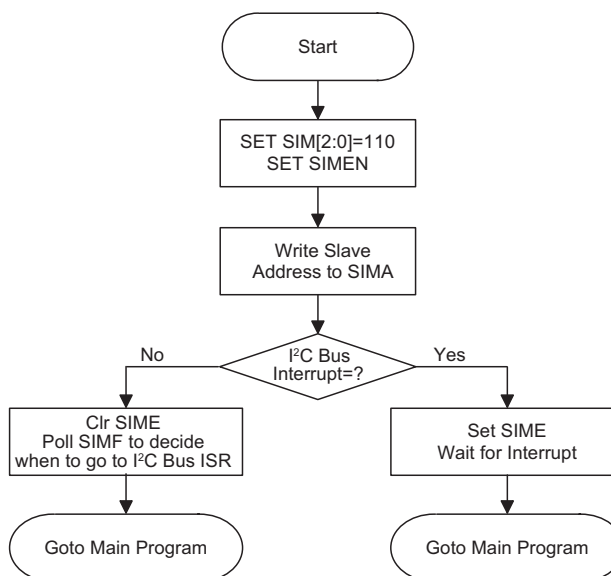 Start
SET SIM[2:0]=110
SET SIMEN
Write Slave
Address to SIMA
I²C Bus
Interrupt=?
No
Yes
Clr SIME
Poll SIMF to decide
when to go to I²C Bus ISR
Set SIME
Wait for Interrupt
Goto Main Program
Goto Main Program